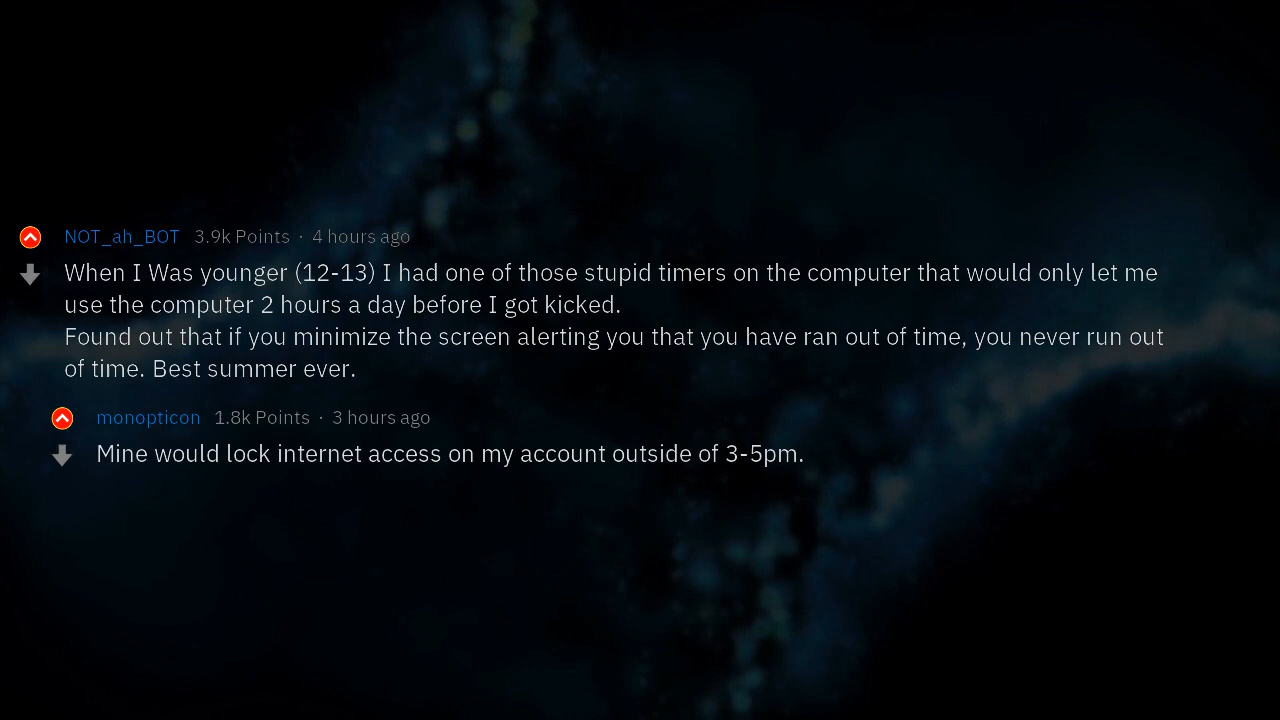 NOT_ah_BOT 3.9k Points · 4 hours ago
When I Was younger (12-13) I had one of those stupid timers on the computer that would only let me
use the computer 2 hours a day before I got kicked.
Found out that if you minimize the screen alerting you that you have ran out of time, you never run out
of time. Best summer ever.
monopticon 1.8k Points · 3 hours ago
Mine would lock internet access on my account outside of 3-5pm.